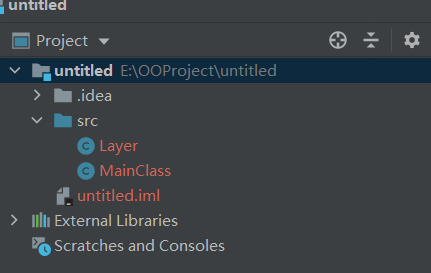 untitled
Project
untitled E:\OOProject\untitled
.idea
src
Layer
MainClass
untitled.iml
External Libraries
Scratches and Consoles